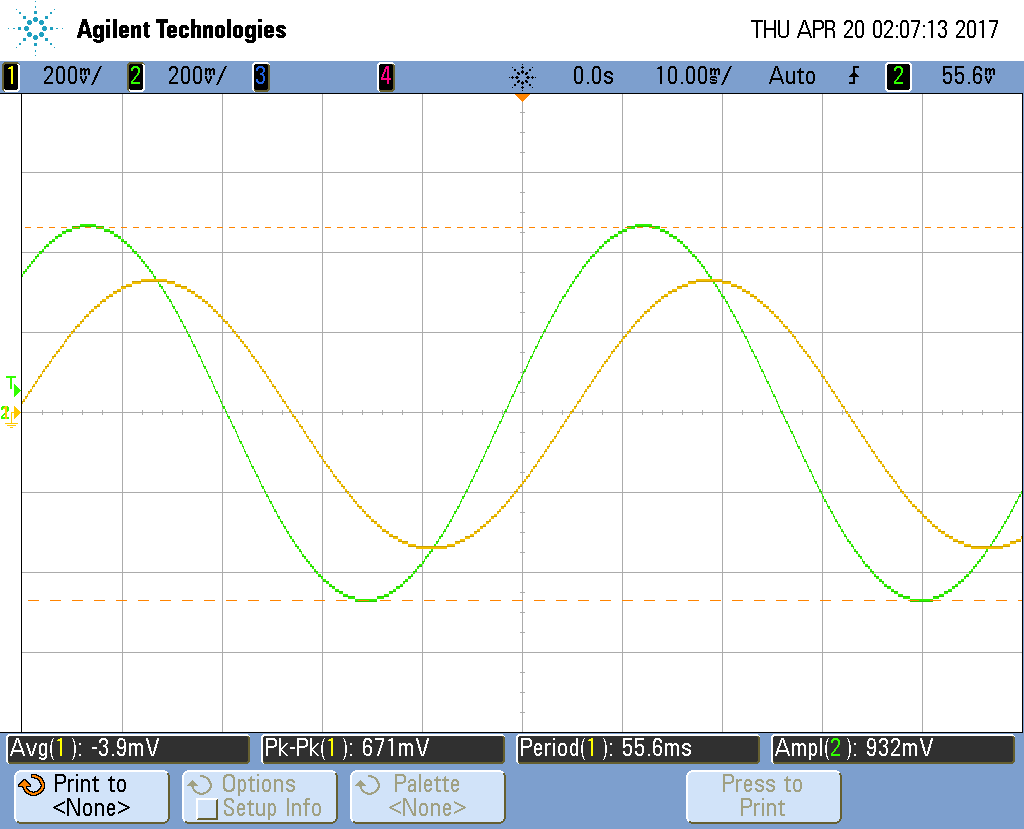 Agilent Technologies THU APR 20 02:07:13 2017
1 200mV/ 2 200mV/ 3 4 0.0s 10.00ms/ Auto 2 55.6mV
T
2
Avg(1): -3.9mV Pk-Pk(1): 671mV Period(1): 55.6ms Ampl(2): 932mV
Print to Options Palette Press to
<None> Setup Info <None> Print